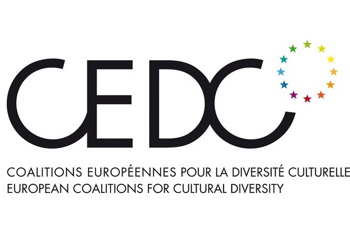 CEDC
COALITIONS EUROPÉENNES POUR LA DIVERSITÉ CULTURELLE
EUROPEAN COALITIONS FOR CULTURAL DIVERSITY